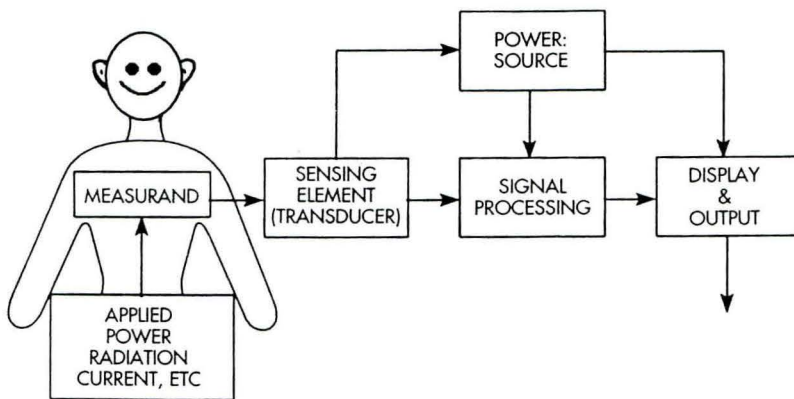 POWER:
SOURCE
MEASURAND
SENSING
ELEMENT
(TRANSDUCER)
SIGNAL
PROCESSING
DISPLAY
&
OUTPUT
APPLIED
POWER
RADIATION
CURRENT, ETC